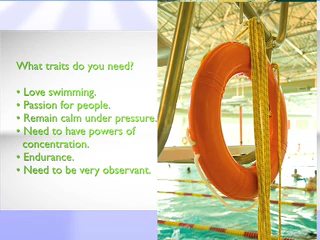 What traits do you need?
• Love swimming.
• Passion for people.
• Remain calm under pressure.
• Need to have powers of
concentration.
• Endurance.
• Need to be very observant.